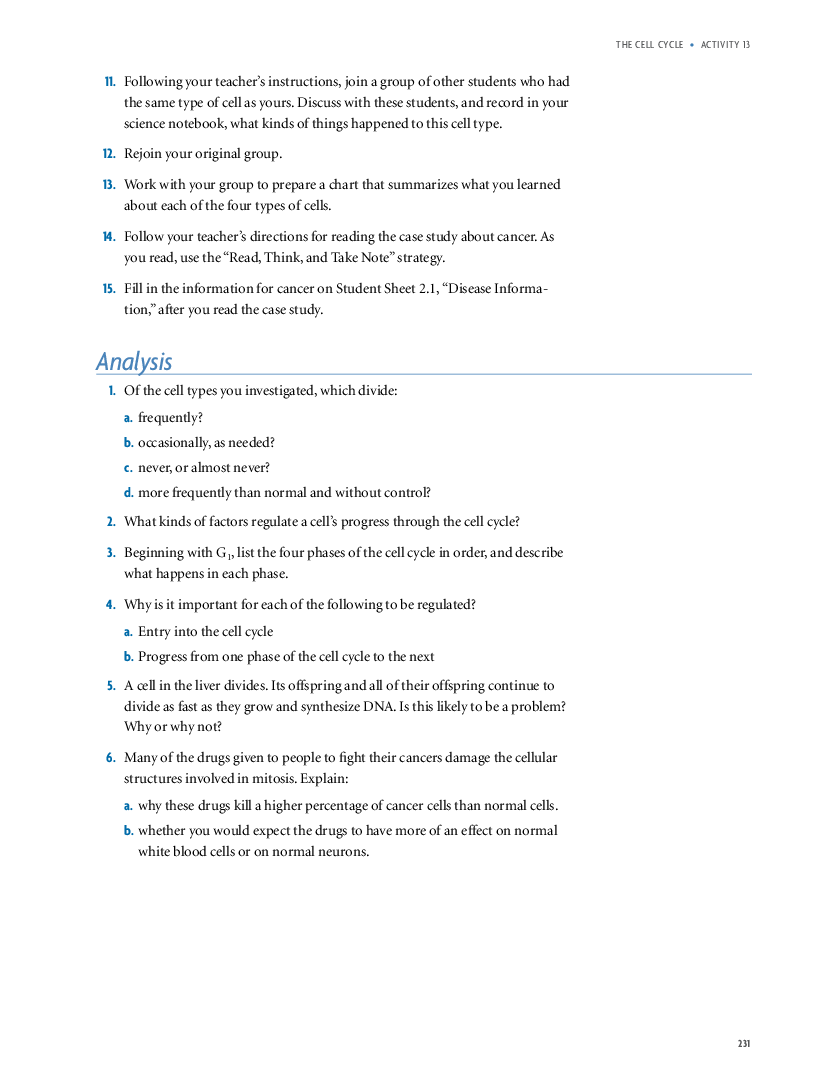 THE CELL CYCLE • ACTIVITY 13
11. Following your teacher's instructions, join a group of other students who had
the same type of cell as yours. Discuss with these students, and record in your
science notebook, what kinds of things happened to this cell type.
12. Rejoin your original group.
13. Work with your group to prepare a chart that summarizes what you learned
about each of the four types of cells.
14. Follow your teacher's directions for reading the case study about cancer. As
you read, use the “Read, Think, and Take Note” strategy.
15. Fill in the information for cancer on Student Sheet 2.1, “Disease Informa-
tion,” after you read the case study.
Analysis
1. Of the cell types you investigated, which divide:
a. frequently?
b. occasionally, as needed?
c. never, or almost never?
d. more frequently than normal and without control?
2. What kinds of factors regulate a cell's progress through the cell cycle?
3. Beginning with G₁, list the four phases of the cell cycle in order, and describe
what happens in each phase.
4. Why is it important for each of the following to be regulated?
a. Entry into the cell cycle
b. Progress from one phase of the cell cycle to the next
5. A cell in the liver divides. Its offspring and all of their offspring continue to
divide as fast as they grow and synthesize DNA. Is this likely to be a problem?
Why or why not?
6. Many of the drugs given to people to fight their cancers damage the cellular
structures involved in mitosis. Explain:
a. why these drugs kill a higher percentage of cancer cells than normal cells.
b. whether you would expect the drugs to have more of an effect on normal
white blood cells or on normal neurons.
231